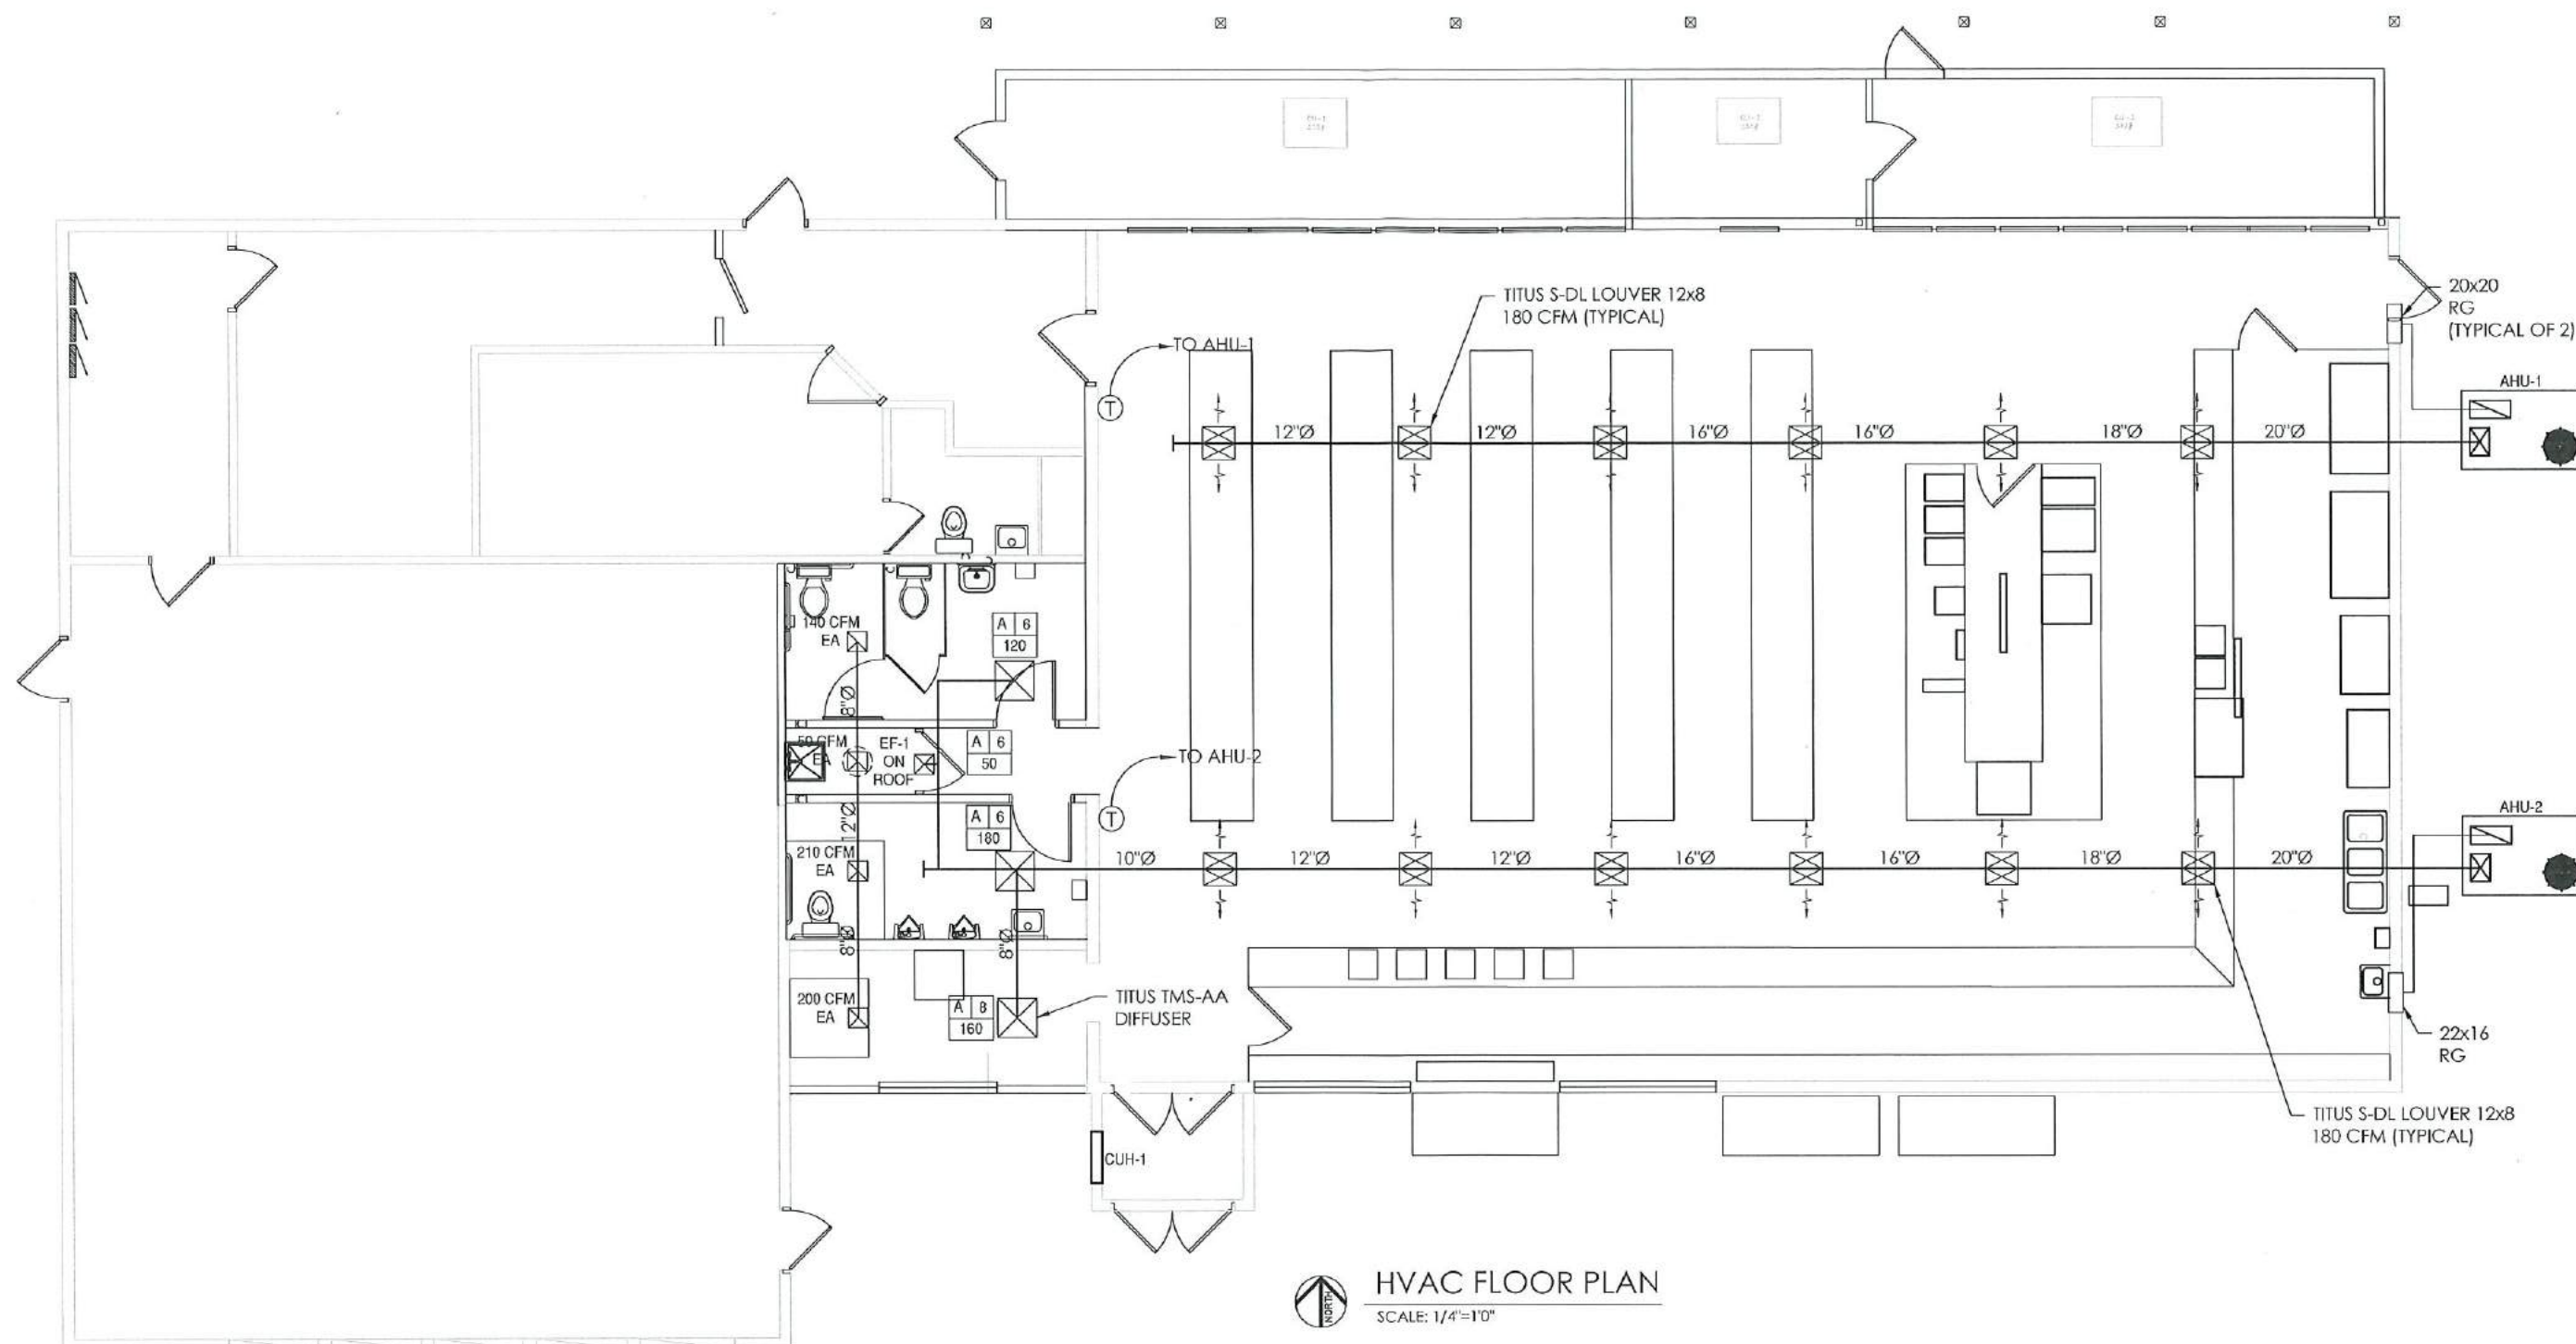 20x20
RG
(TYPICAL OF 2)
TITUS S-DL LOUVER 12x8
180 CFM (TYPICAL)
TO AHU-1
T
AHU-1
12"Ø
12"Ø
16"Ø
16"Ø
18"Ø
20"Ø
140 CFM
EA
A 6
120
8"Ø
50 CFM
EA
EF-1
ON
ROOF
A 6
50
TO AHU-2
T
AHU-2
12"Ø
A 6
180
210 CFM
EA
10"Ø
12"Ø
12"Ø
16"Ø
16"Ø
18"Ø
20"Ø
8"Ø
8"Ø
200 CFM
EA
A 8
160
TITUS TMS-AA
DIFFUSER
22x16
RG
TITUS S-DL LOUVER 12x8
180 CFM (TYPICAL)
CUH-1
NORTH
HVAC FLOOR PLAN
SCALE: 1/4"=1'0"